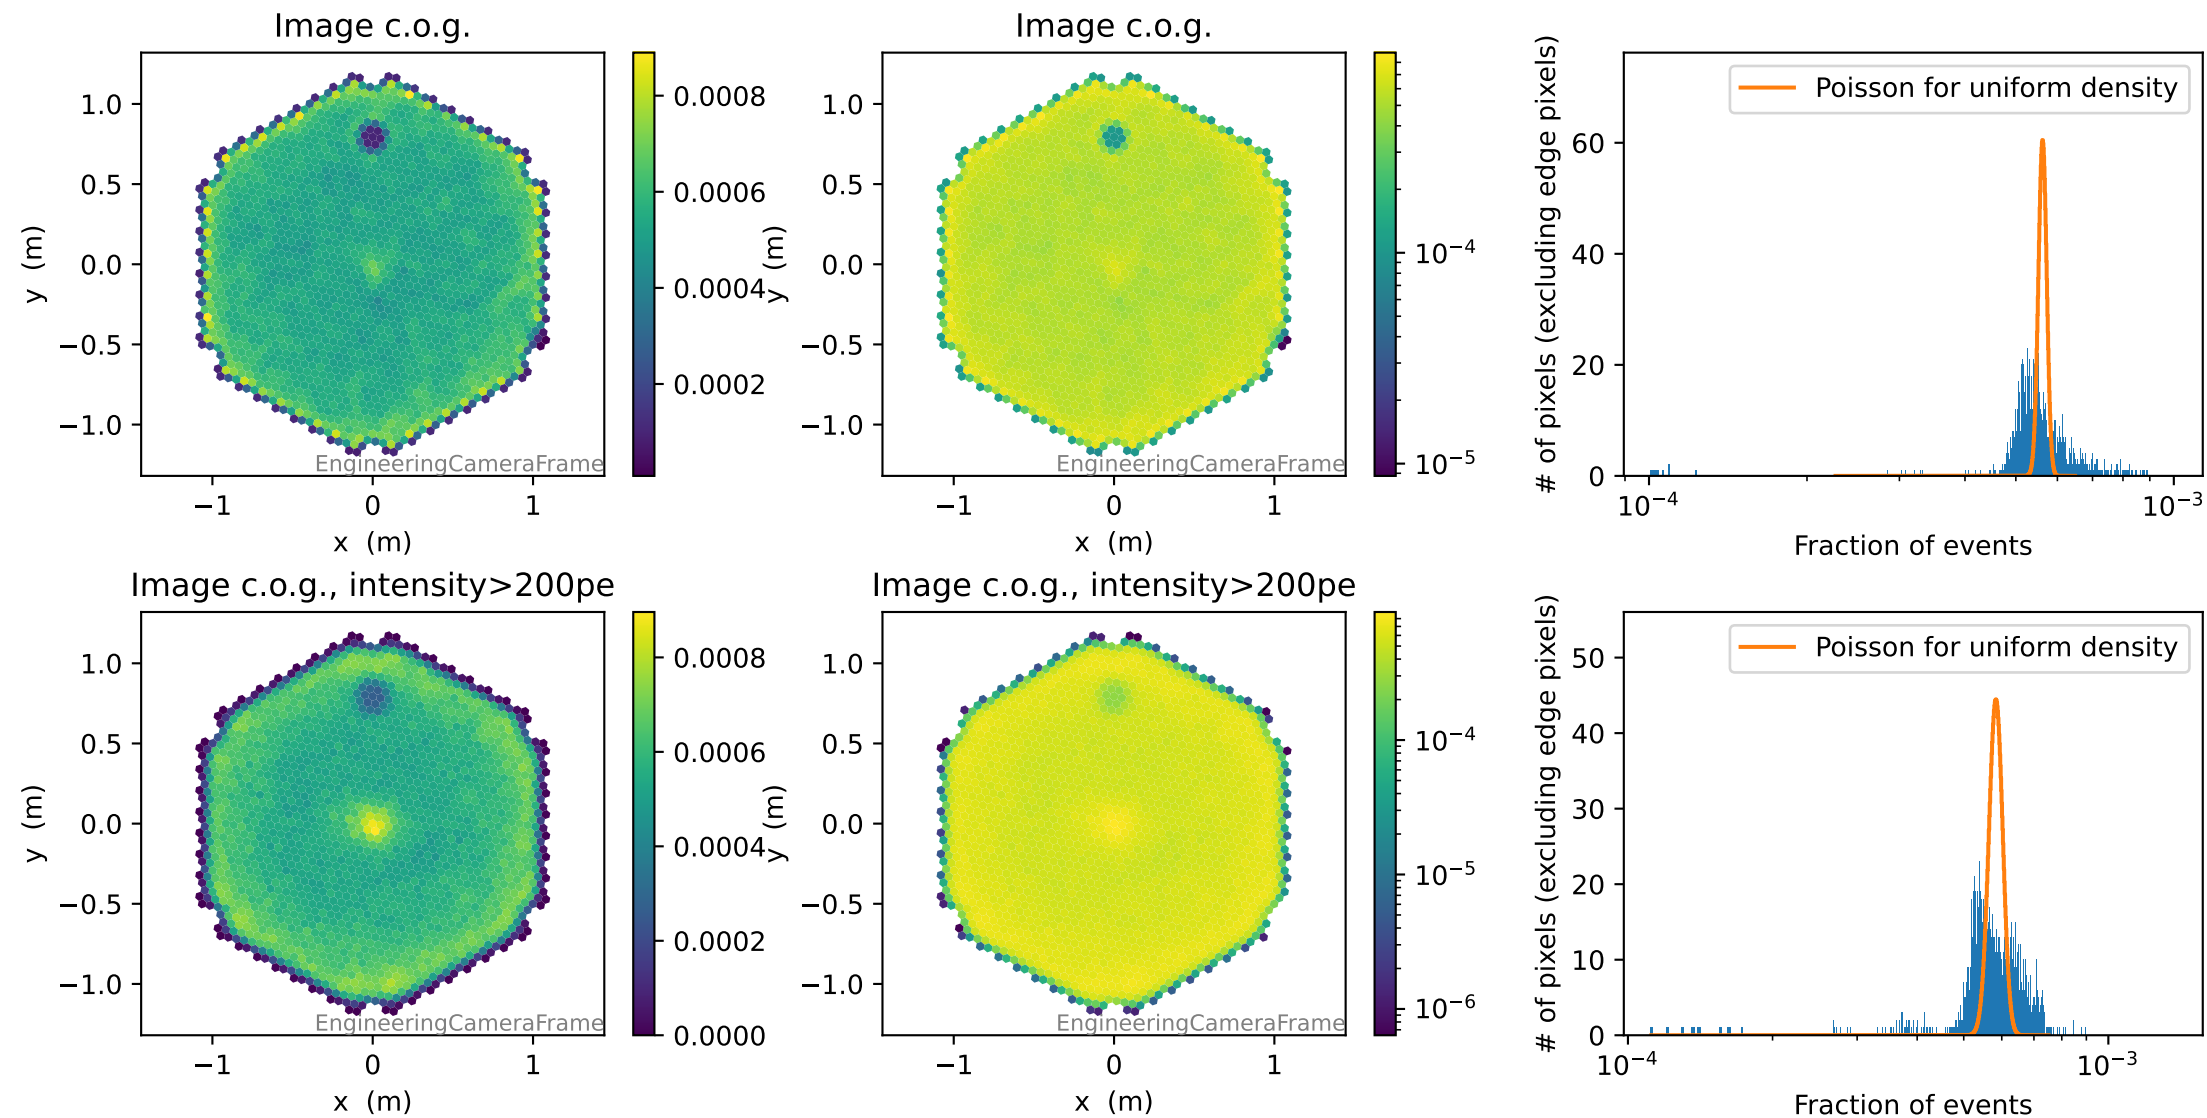 Image c.o.g.
y (m)
1.0
0.5
0.0
−0.5
−1.0
−1
0
1
x (m)
EngineeringCameraFrame
0.0008
0.0006
0.0004
0.0002
Image c.o.g.
y (m)
1.0
0.5
0.0
−0.5
−1.0
−1
0
1
x (m)
EngineeringCameraFrame
10⁻⁴
10⁻⁵
# of pixels (excluding edge pixels)
60
40
20
0
Poisson for uniform density
10⁻⁴
10⁻³
Fraction of events
Image c.o.g., intensity>200pe
y (m)
1.0
0.5
0.0
−0.5
−1.0
−1
0
1
x (m)
EngineeringCameraFrame
0.0008
0.0006
0.0004
0.0002
0.0000
Image c.o.g., intensity>200pe
y (m)
1.0
0.5
0.0
−0.5
−1.0
−1
0
1
x (m)
EngineeringCameraFrame
10⁻⁴
10⁻⁵
10⁻⁶
# of pixels (excluding edge pixels)
50
40
30
20
10
0
Poisson for uniform density
10⁻⁴
10⁻³
Fraction of events